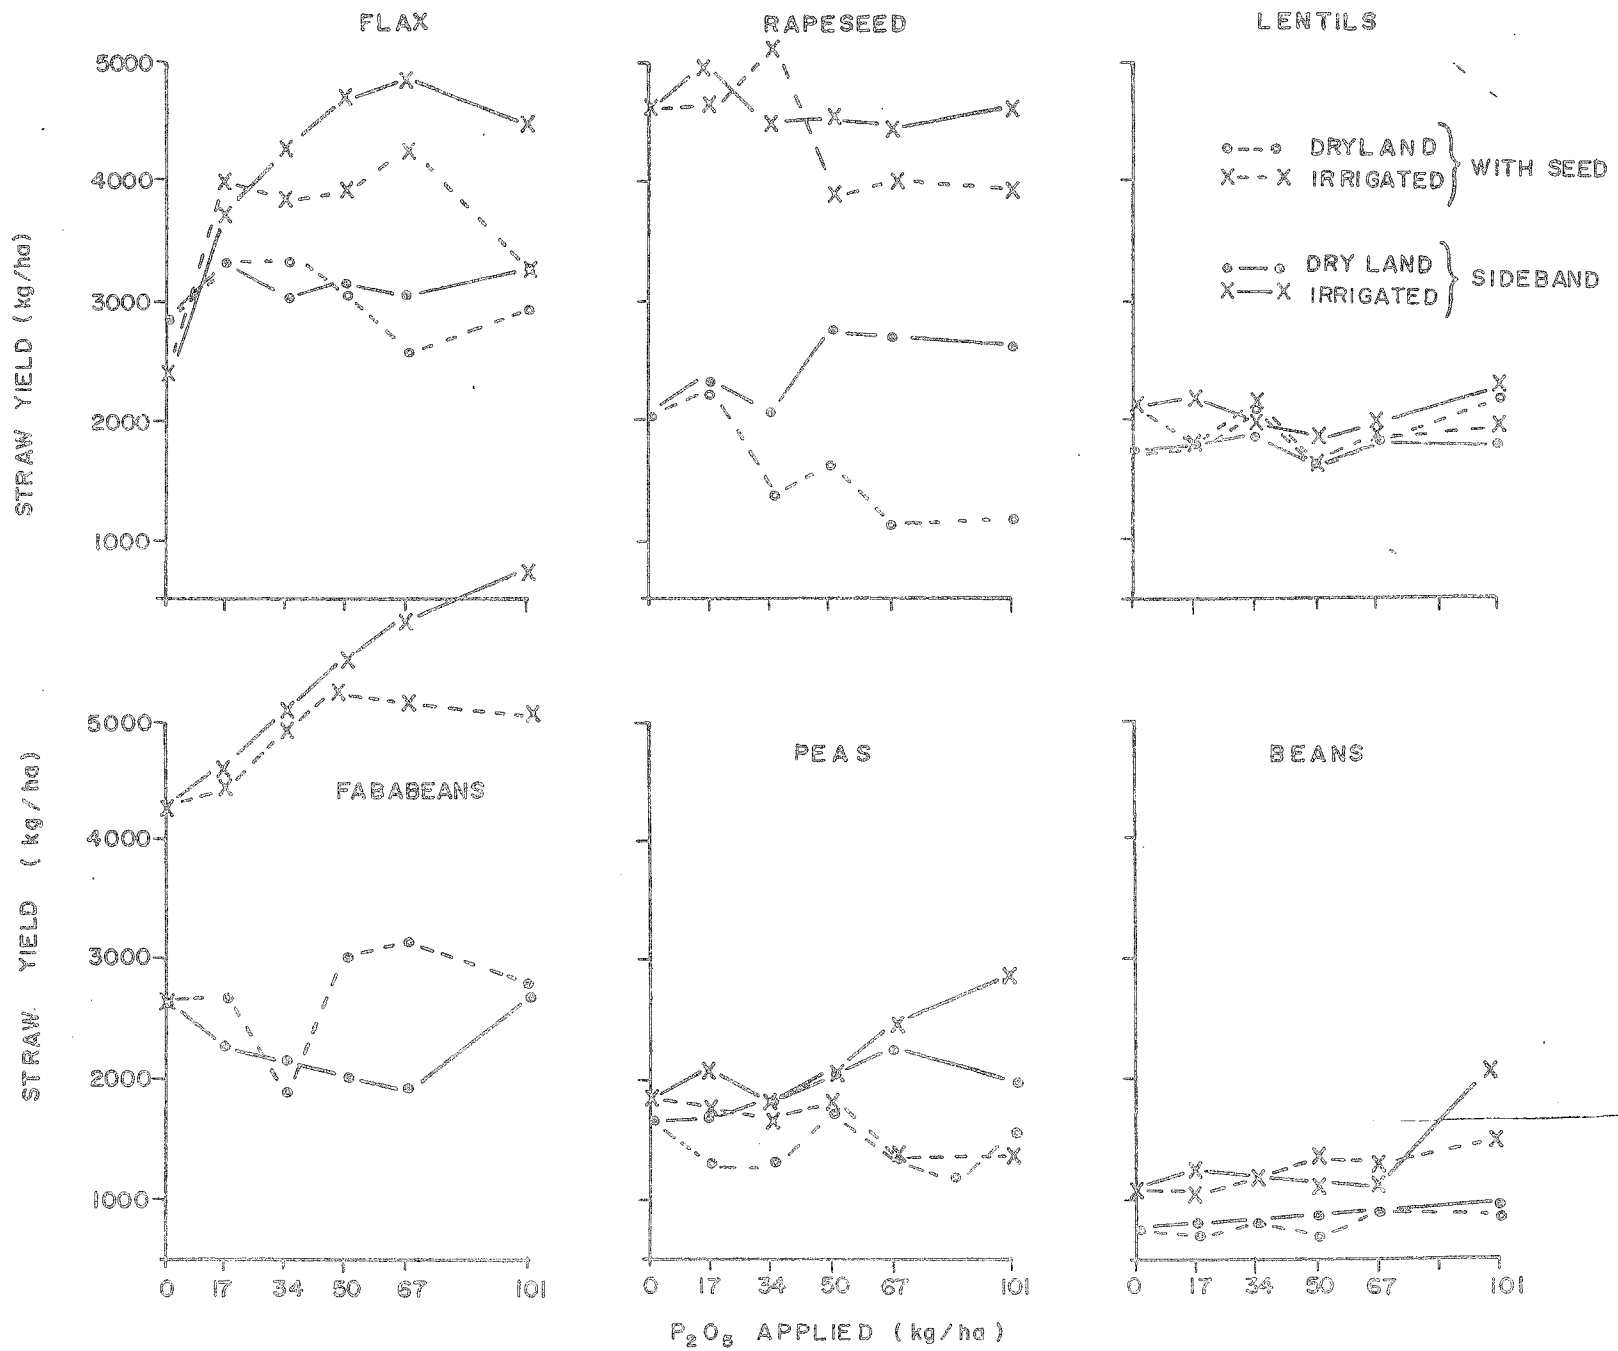 FLAX
RAPESEED
LENTILS
STRAW YIELD (kg/ha)
5000
4000
3000
2000
1000
DRYLAND
IRRIGATED
WITH SEED
DRY LAND
IRRIGATED
SIDEBAND
STRAW. YIELD (kg/ha)
5000
4000
3000
2000
1000
FABABEANS
PEAS
BEANS
0 17 34 50 67 101
0 17 34 50 67 101
0 17 34 50 67 101
P₂O₅ APPLIED (kg/ha)